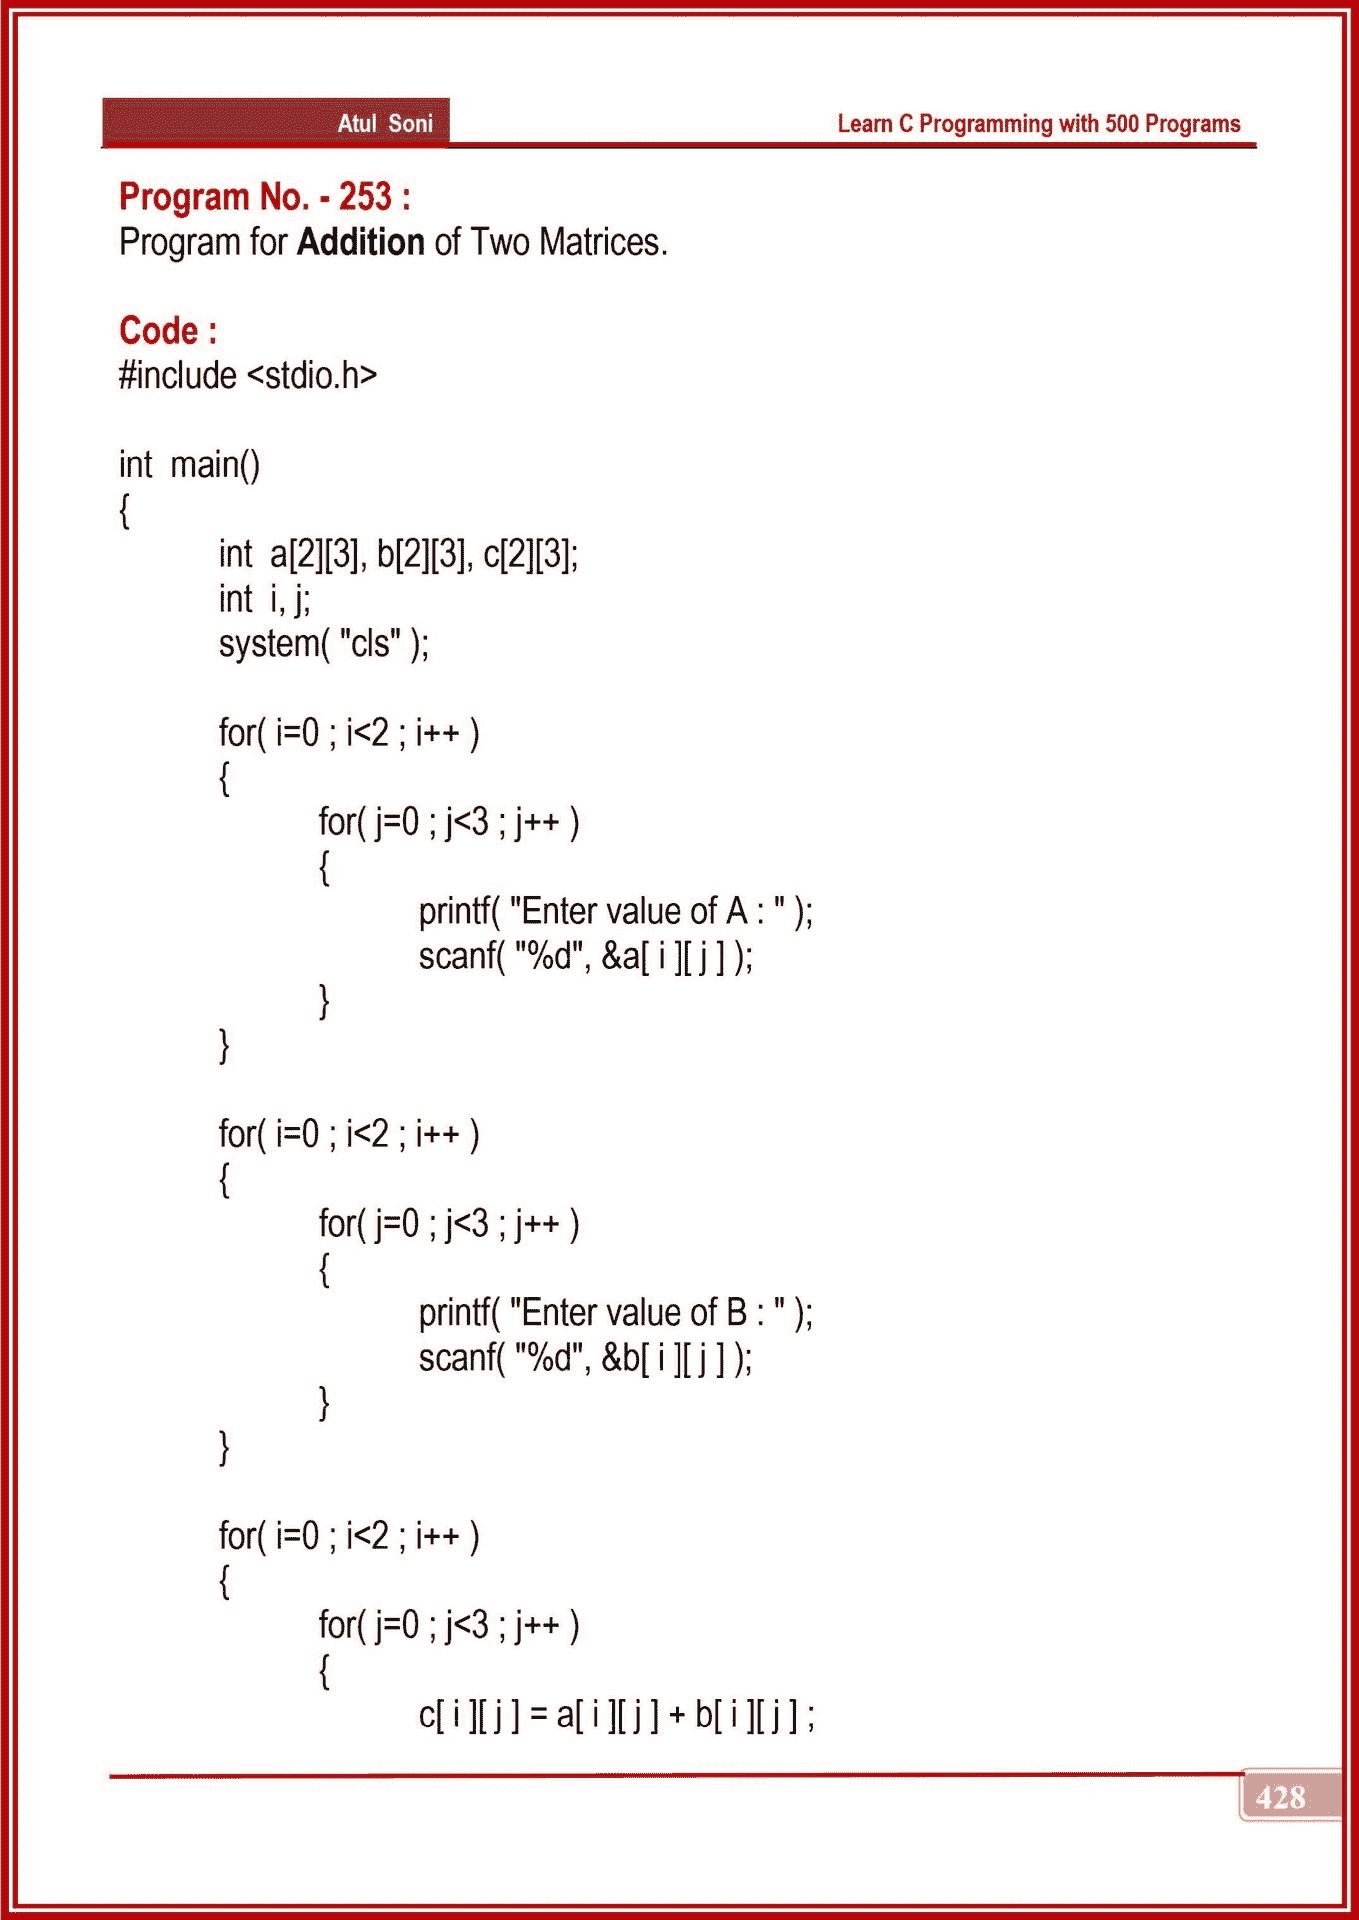 Atul  Soni
Learn C Programming with 500 Programs
Program No. - 253 :
Program for Addition of Two Matrices.
Code :
#include <stdio.h>
int  main()
{
int  a[2][3], b[2][3], c[2][3];
int  i, j;
system( "cls" );
for( i=0 ; i<2 ; i++ )
{
for( j=0 ; j<3 ; j++ )
{
printf( "Enter value of A : " );
scanf( "%d", &a[ i ][ j ] );
}
}
for( i=0 ; i<2 ; i++ )
{
for( j=0 ; j<3 ; j++ )
{
printf( "Enter value of B : " );
scanf( "%d", &b[ i ][ j ] );
}
}
for( i=0 ; i<2 ; i++ )
{
for( j=0 ; j<3 ; j++ )
{
c[ i ][ j ] = a[ i ][ j ] + b[ i ][ j ] ;
428